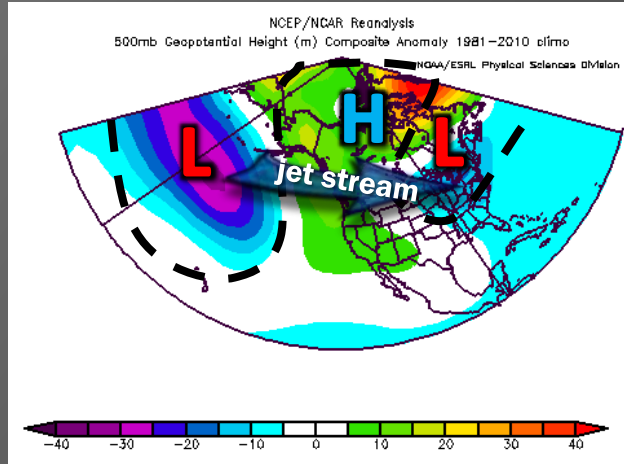 NCEP/NCAR Reanalysis
500mb Geopotential Height (m) Composite Anomaly 1981-2010 climo
NOAA/ESRL Physical Sciences Division
H
L
L
jet stream
-40 -30 -20 -10 0 10 20 30 40